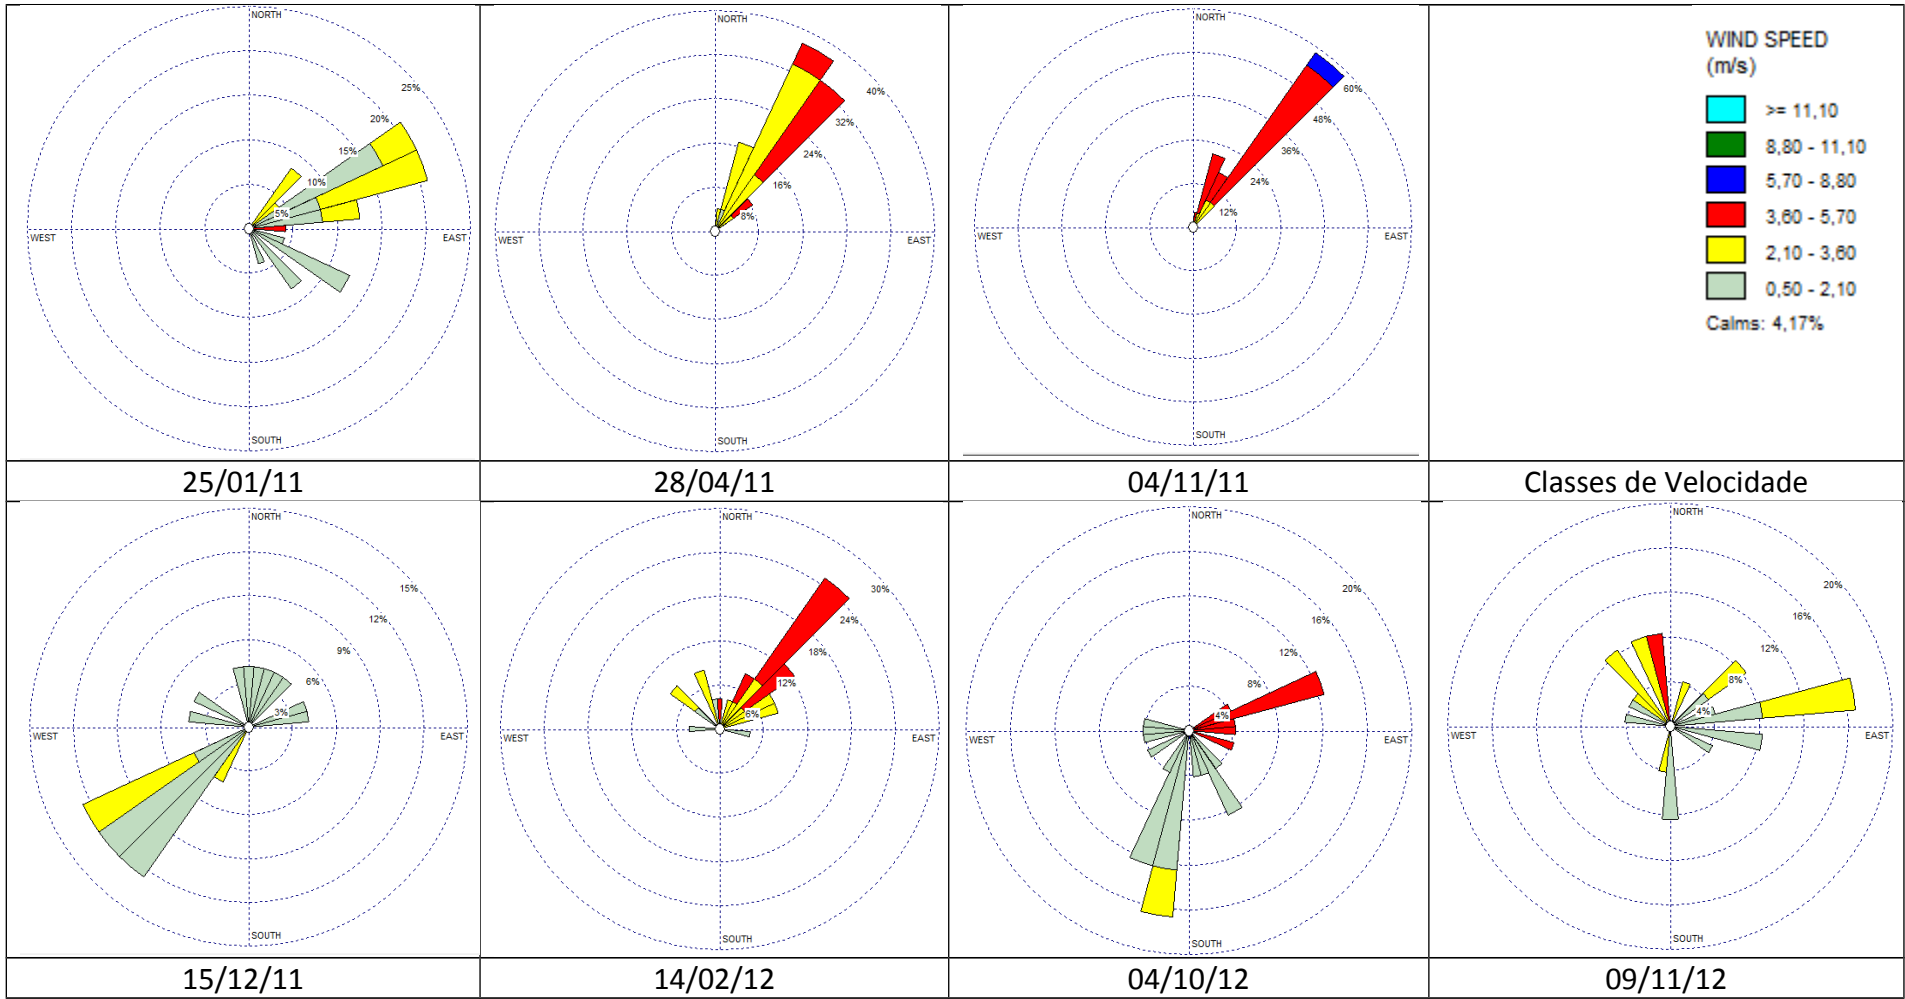 NORTH
25%
20%
15%
10%
5%
WEST
EAST
SOUTH
25/01/11
NORTH
40%
32%
24%
16%
8%
WEST
EAST
SOUTH
28/04/11
NORTH
60%
48%
36%
24%
12%
WEST
EAST
SOUTH
04/11/11
WIND SPEED
(m/s)
>= 11,10
8,80 - 11,10
5,70 - 8,80
3,60 - 5,70
2,10 - 3,60
0,50 - 2,10
Calms: 4,17%
Classes de Velocidade
NORTH
15%
12%
9%
6%
3%
WEST
EAST
SOUTH
15/12/11
NORTH
30%
24%
18%
12%
6%
WEST
EAST
SOUTH
14/02/12
NORTH
20%
16%
12%
8%
4%
WEST
EAST
SOUTH
04/10/12
NORTH
20%
16%
12%
8%
4%
WEST
EAST
SOUTH
09/11/12